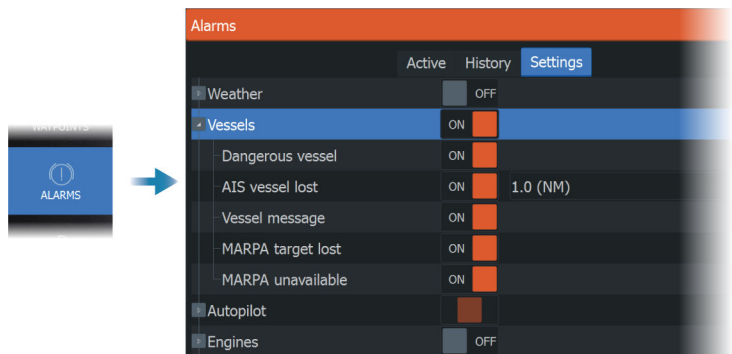 Alarms
Active History Settings
Weather OFF
Vessels ON
Dangerous vessel ON
AIS vessel lost ON 1.0 (NM)
Vessel message ON
MARPA target lost ON
MARPA unavailable ON
Autopilot
Engines OFF
WAYPOINTS
ALARMS